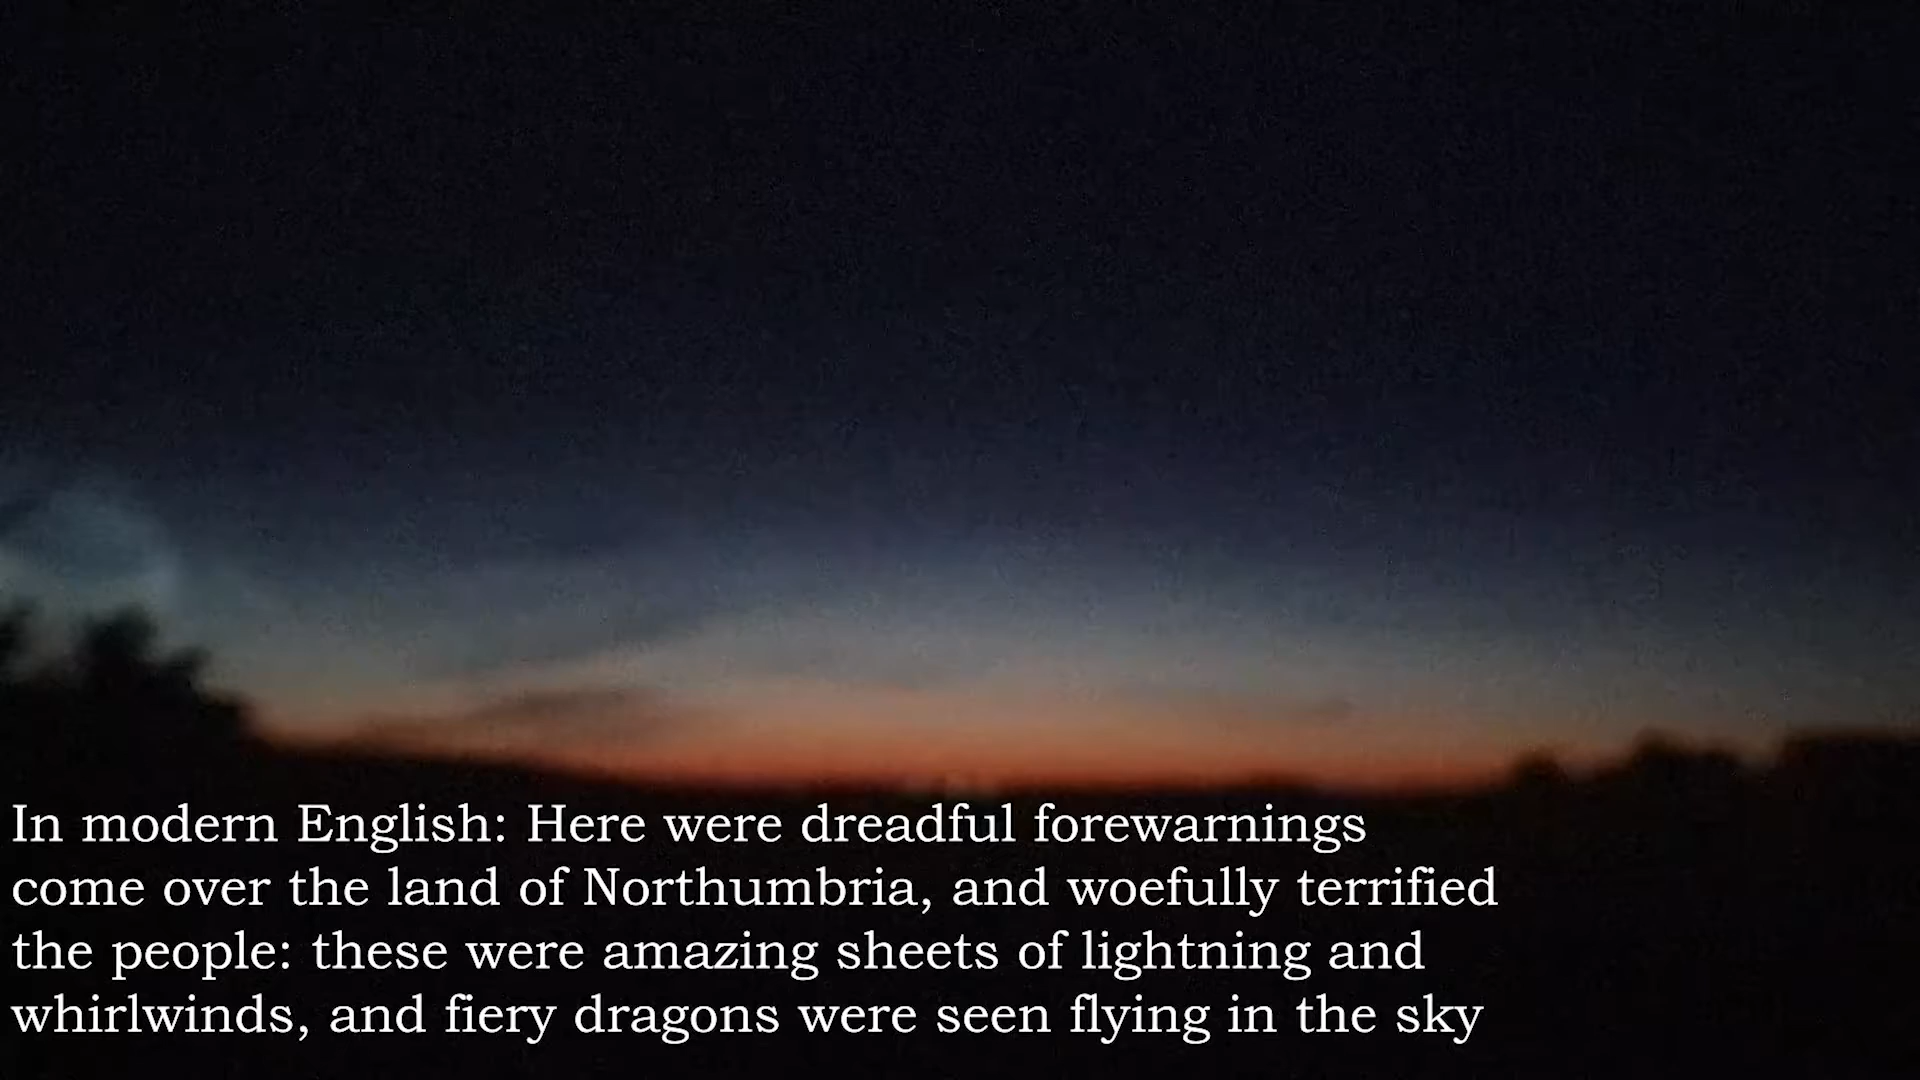 In modern English: Here were dreadful forewarnings
come over the land of Northumbria, and woefully terrified
the people: these were amazing sheets of lightning and
whirlwinds, and fiery dragons were seen flying in the sky